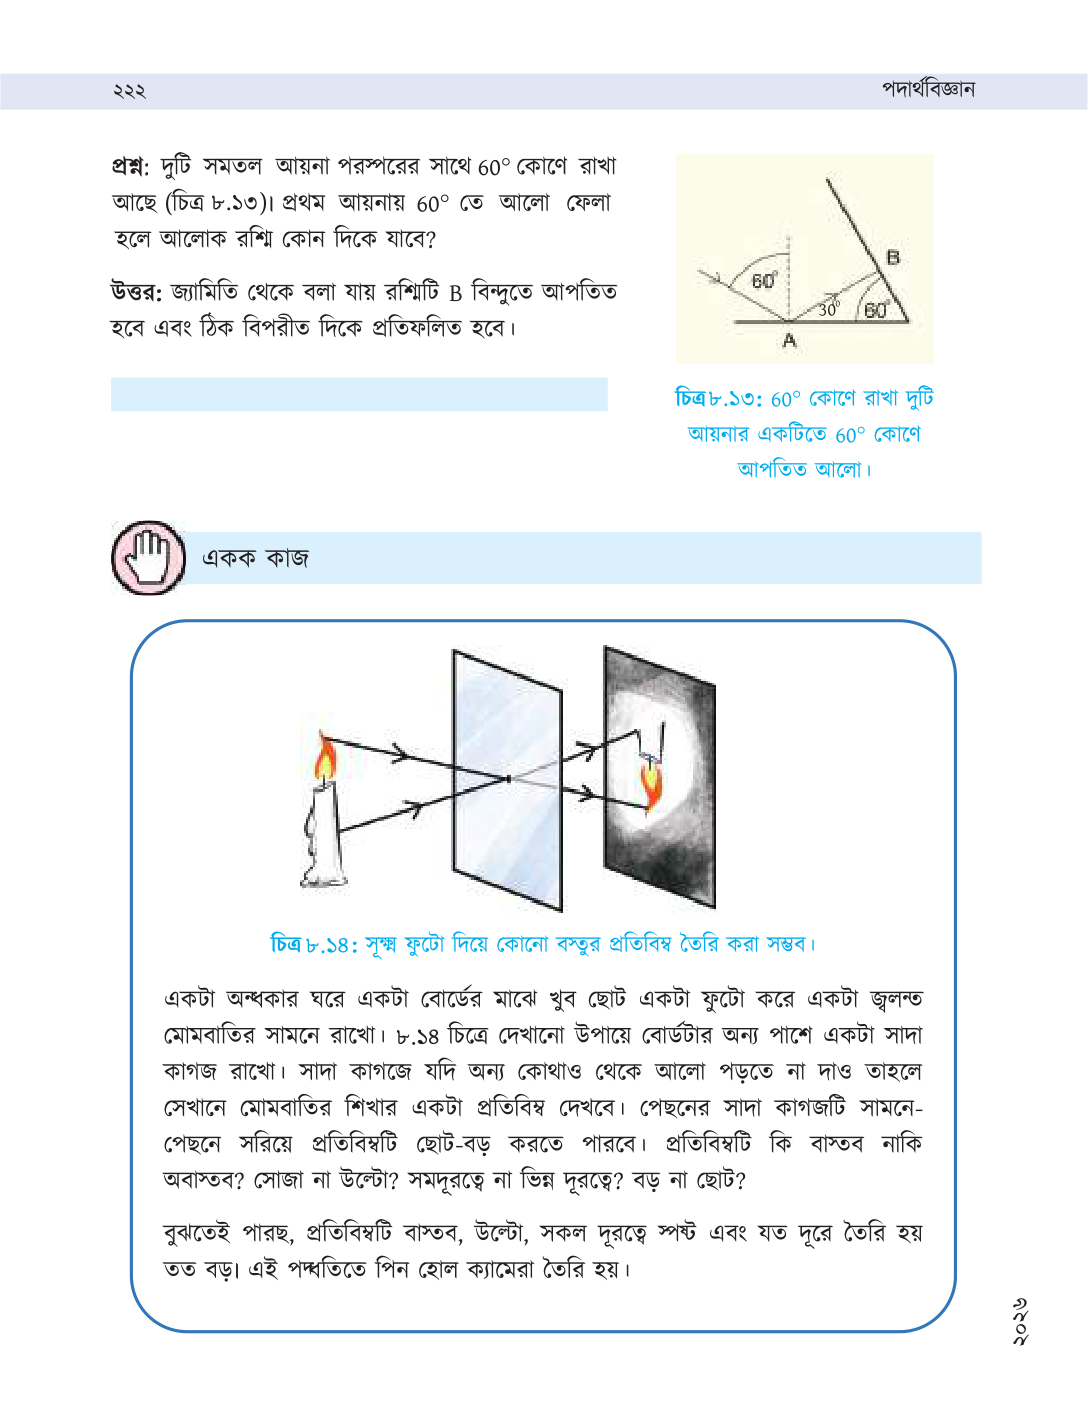 ২২২
পদার্থবিজ্ঞান
প্রশ্ন: দুটি সমতল আয়না পরস্পরের সাথে 60° কোণে রাখা
আছে (চিত্র ৮.১৩)। প্রথম আয়নায় 60° তে আলো ফেলা
হলে আলোক রশ্মি কোন দিকে যাবে?
উত্তর: জ্যামিতি থেকে বলা যায় রশ্মিটি B বিন্দুতে আপতিত
হবে এবং ঠিক বিপরীত দিকে প্রতিফলিত হবে।
B
60°
30°
60°
A
চিত্র ৮.১৩: 60° কোণে রাখা দুটি
আয়নার একটিতে 60° কোণে
আপতিত আলো।
একক কাজ
চিত্র ৮.১৪: সূক্ষ্ম ফুটো দিয়ে কোনো বস্তুর প্রতিবিম্ব তৈরি করা সম্ভব।
একটা অন্ধকার ঘরে একটা বোর্ডের মাঝে খুব ছোট একটা ফুটো করে একটা জ্বলন্ত
মোমবাতির সামনে রাখো। ৮.১৪ চিত্রে দেখানো উপায়ে বোর্ডটার অন্য পাশে একটা সাদা
কাগজ রাখো। সাদা কাগজে যদি অন্য কোথাও থেকে আলো পড়তে না দাও তাহলে
সেখানে মোমবাতির শিখার একটা প্রতিবিম্ব দেখবে। পেছনের সাদা কাগজটি সামনে-
পেছনে সরিয়ে প্রতিবিম্বটি ছোট-বড় করতে পারবে। প্রতিবিম্বটি কি বাস্তব নাকি
অবাস্তব? সোজা না উল্টো? সমদূরত্বে না ভিন্ন দূরত্বে? বড় না ছোট?
বুঝতেই পারছ, প্রতিবিম্বটি বাস্তব, উল্টো, সকল দূরত্বে স্পষ্ট এবং যত দূরে তৈরি হয়
তত বড়। এই পদ্ধতিতে পিন হোল ক্যামেরা তৈরি হয়।
২০২৬